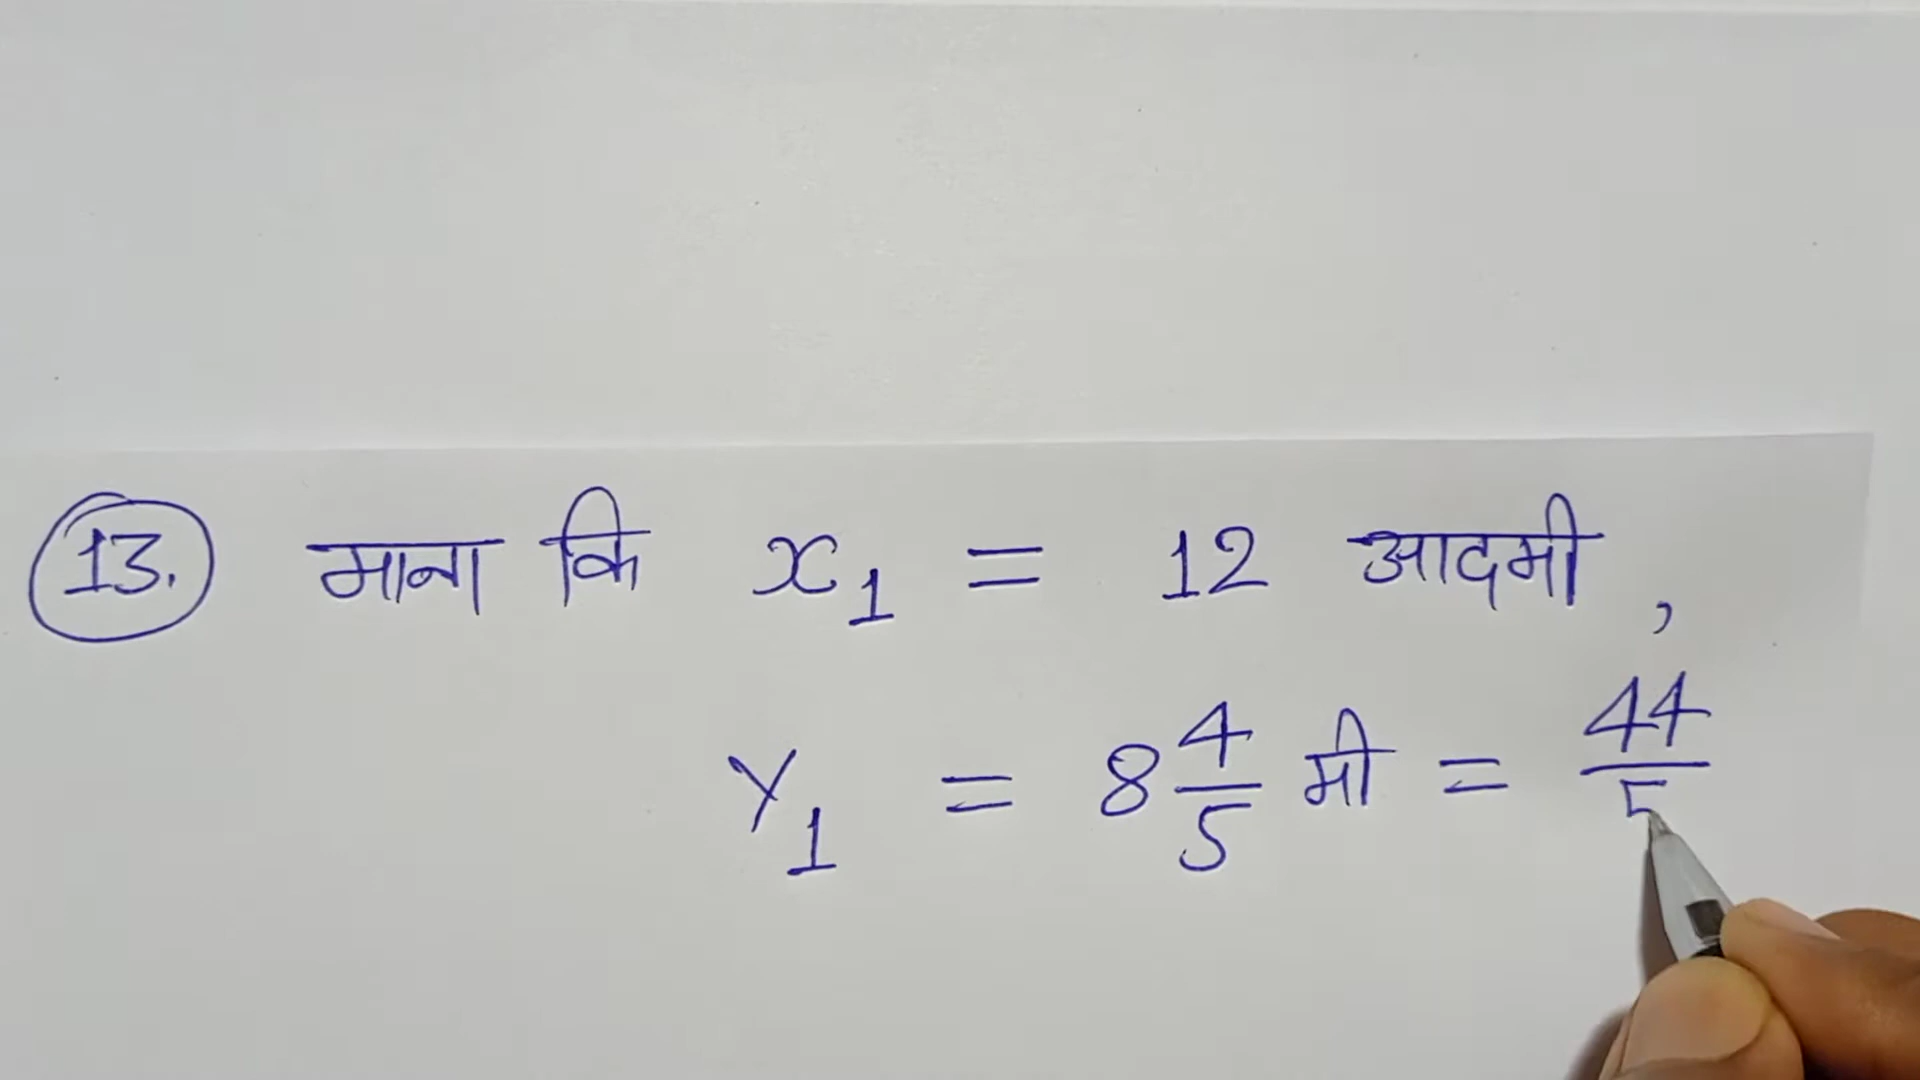 13. माना कि x₁ = 12 आदमी,
y₁ = 8 4/5 मी = 44/5